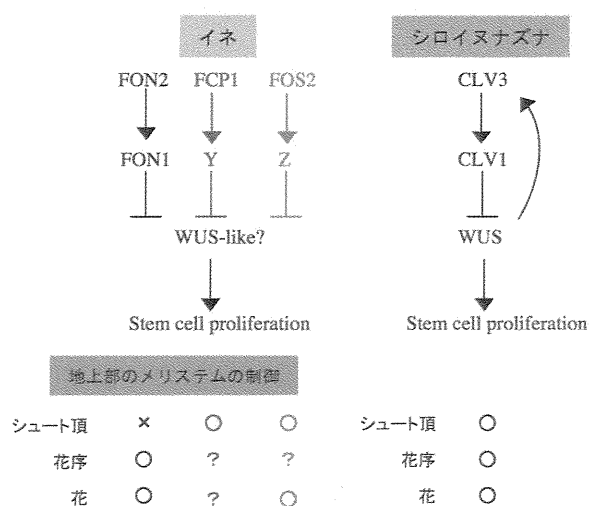 イネ シロイヌナズナ
FON2 FCP1 FOS2 CLV3
FON1 Y Z CLV1
WUS-like? WUS
Stem cell proliferation Stem cell proliferation
地上部のメリステムの制御
シュート頂 × ○ ○ シュート頂 ○
花序 ○ ? ? 花序 ○
花 ○ ? ○ 花 ○